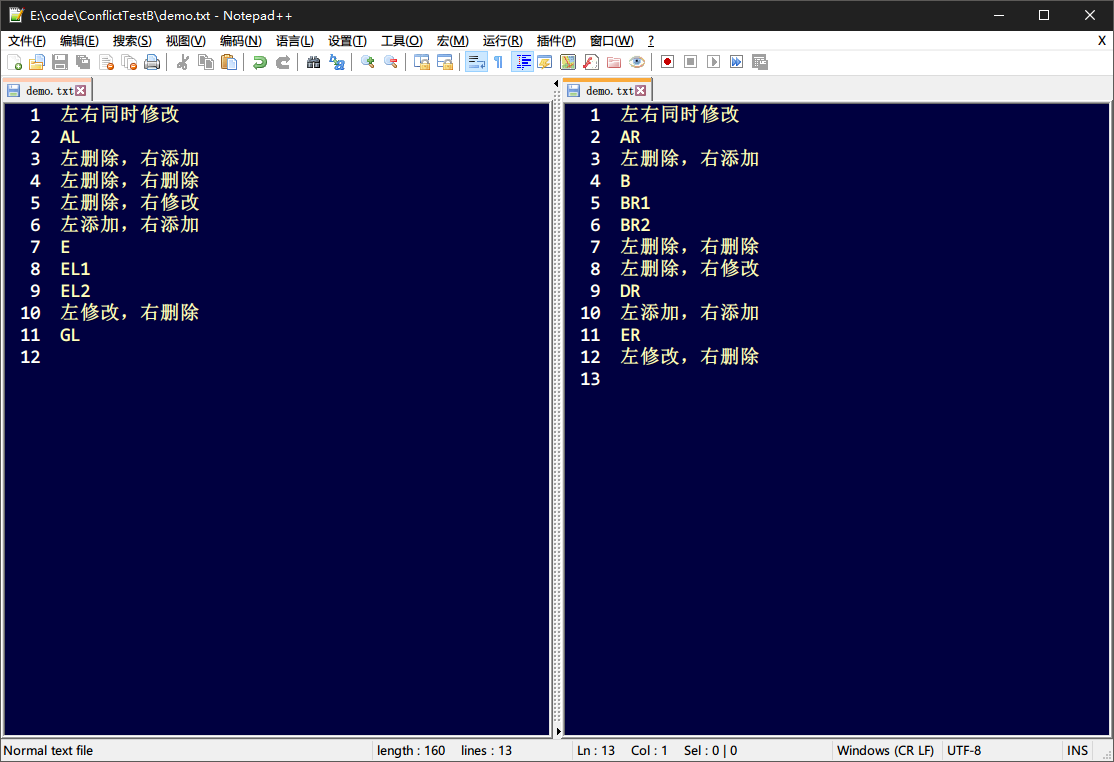 E:\code\ConflictTestB\demo.txt - Notepad++
文件(F) 编辑(E) 搜索(S) 视图(V) 编码(N) 语言(L) 设置(T) 工具(O) 宏(M) 运行(R) 插件(P) 窗口(W) ? X
demo.txt
1 左右同时修改
2 AL
3 左删除，右添加
4 左删除，右删除
5 左删除，右修改
6 左添加，右添加
7 E
8 EL1
9 EL2
10 左修改，右删除
11 GL
12
demo.txt
1 左右同时修改
2 AR
3 左删除，右添加
4 B
5 BR1
6 BR2
7 左删除，右删除
8 左删除，右修改
9 DR
10 左添加，右添加
11 ER
12 左修改，右删除
13
Normal text file length : 160 lines : 13 Ln : 13 Col : 1 Sel : 0 | 0 Windows (CR LF) UTF-8 INS